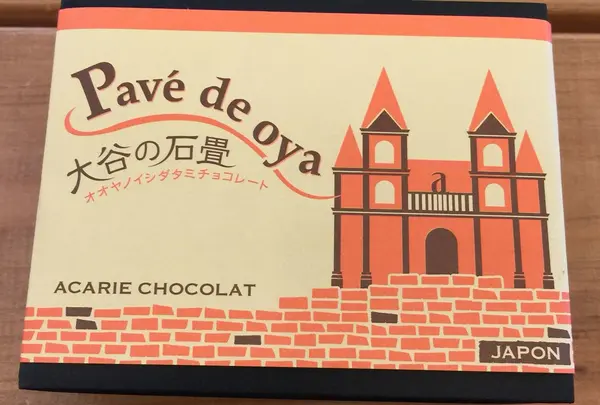 Pavé de oya
大谷の石畳
オオヤノイシダタミチョコレート
a
ACARIE CHOCOLAT
JAPON